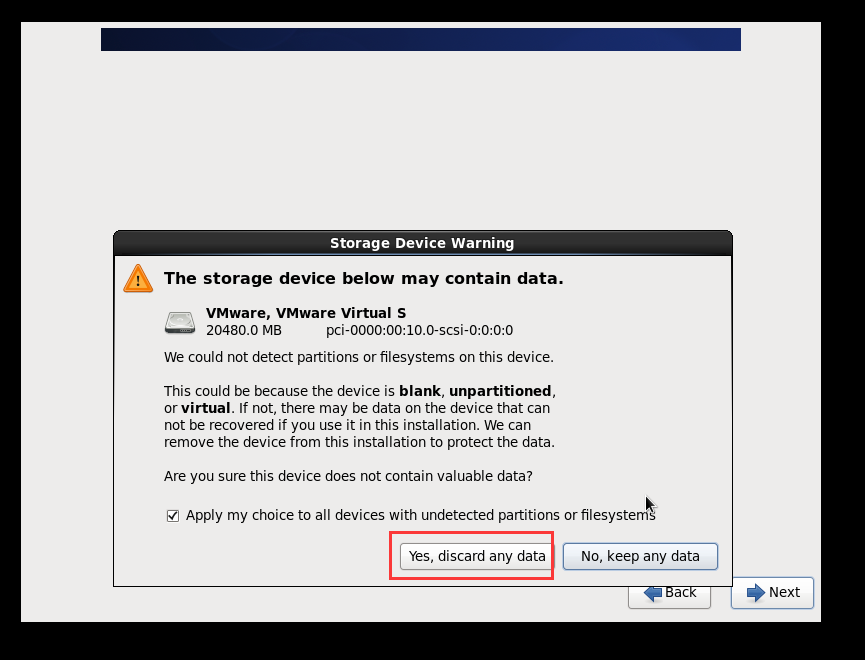 Storage Device Warning
The storage device below may contain data.
VMware, VMware Virtual S
20480.0 MB pci-0000:00:10.0-scsi-0:0:0:0
We could not detect partitions or filesystems on this device.
This could be because the device is blank, unpartitioned,
or virtual. If not, there may be data on the device that can
not be recovered if you use it in this installation. We can
remove the device from this installation to protect the data.
Are you sure this device does not contain valuable data?
Apply my choice to all devices with undetected partitions or filesystems
Yes, discard any data No, keep any data
Back Next